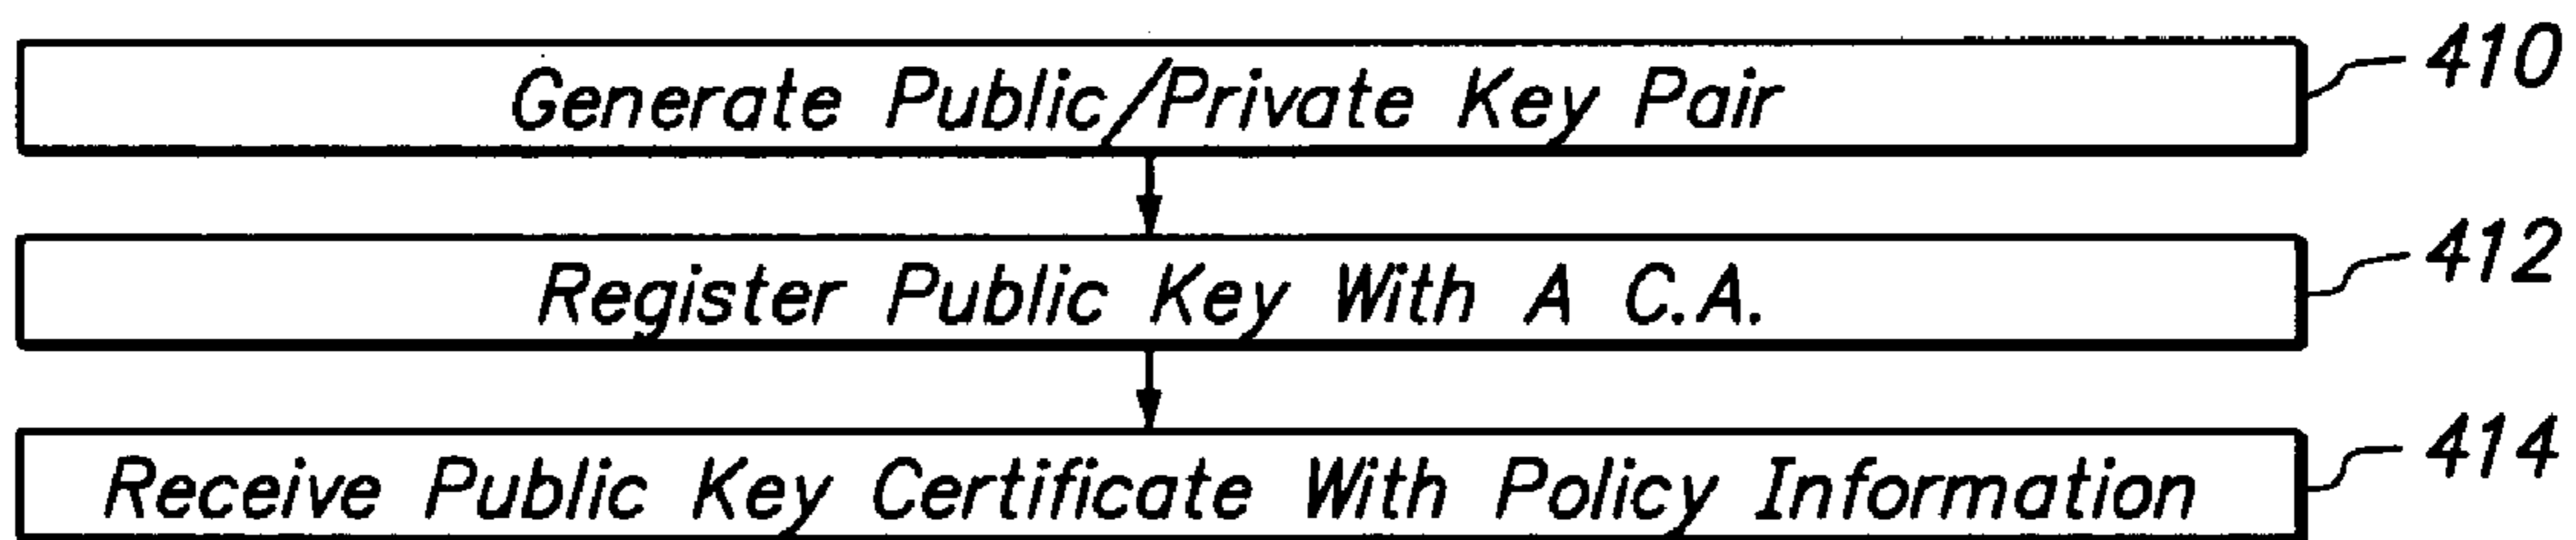 Generate Public/Private Key Pair 410
Register Public Key With A C.A. 412
Receive Public Key Certificate With Policy Information 414